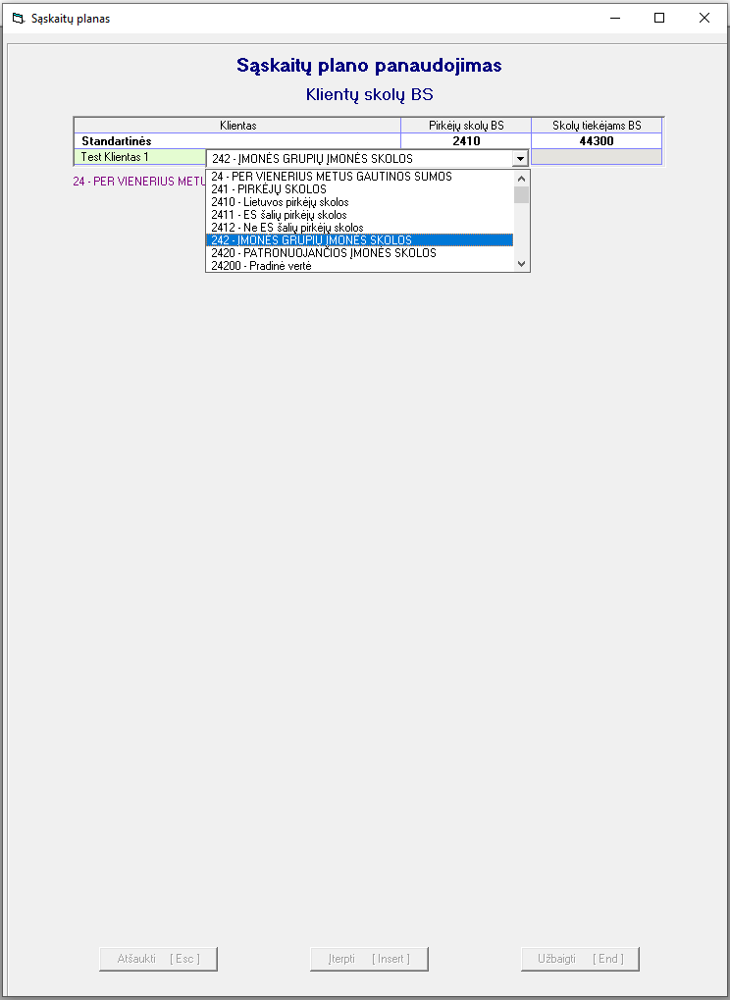 Sąskaitų planas
Sąskaitų plano panaudojimas
Klientų skolų BS
Klientas Pirkėjų skolų BS Skolų tiekėjams BS
Standartinės 2410 44300
Test Klientas 1 242 - ĮMONĖS GRUPIŲ ĮMONĖS SKOLOS
24 - PER VIENERIUS METU
24 - PER VIENERIUS METUS GAUTINOS SUMOS
241 - PIRKĖJŲ SKOLOS
2410 - Lietuvos pirkėjų skolos
2411 - ES šalių pirkėjų skolos
2412 - Ne ES šalių pirkėjų skolos
242 - ĮMONĖS GRUPIŲ ĮMONĖS SKOLOS
2420 - PATRONUOJANČIOS ĮMONĖS SKOLOS
24200 - Pradinė vertė
Atšaukti [ Esc ] Įterpti [ Insert ] Užbaigti [ End ]